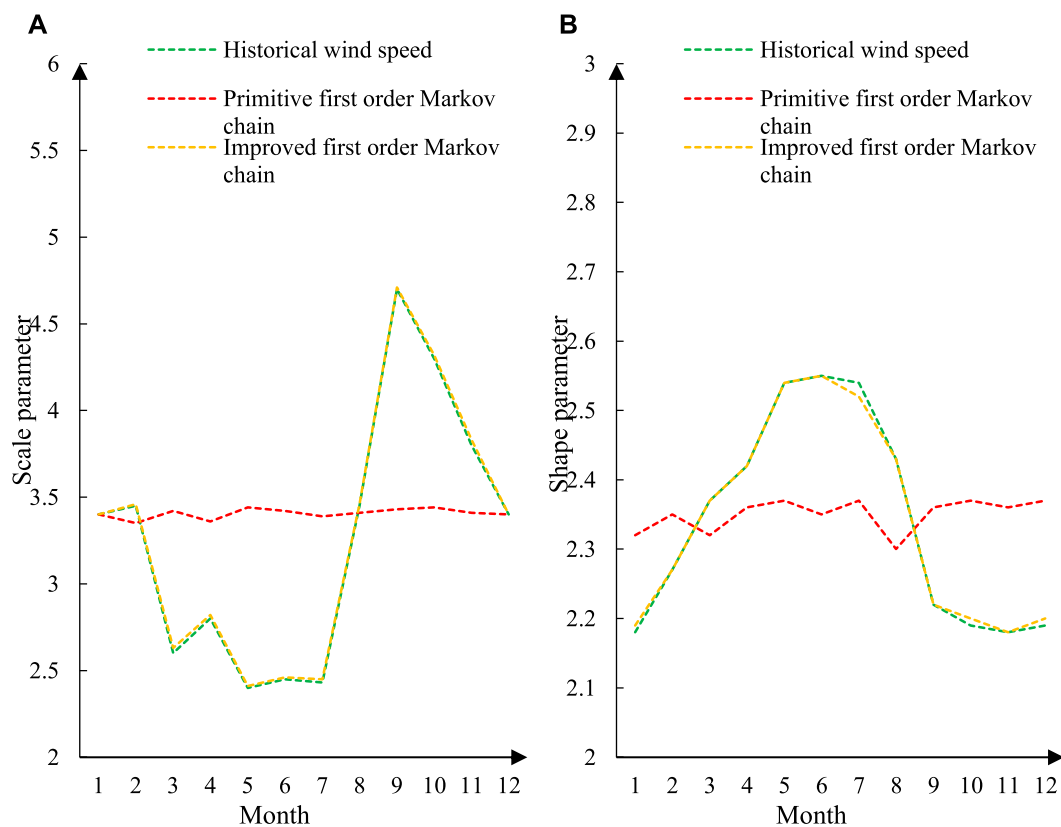 A
Historical wind speed
Primitive first order Markov
chain
Improved first order Markov
chain
6
5.5
5
4.5
4
3.5
3
2.5
2
Scale parameter
1 2 3 4 5 6 7 8 9 10 11 12
Month
B
Historical wind speed
Primitive first order Markov
chain
Improved first order Markov
chain
3
2.9
2.8
2.7
2.6
2.5
2.4
2.3
2.2
2.1
2
Shape parameter
1 2 3 4 5 6 7 8 9 10 11 12
Month